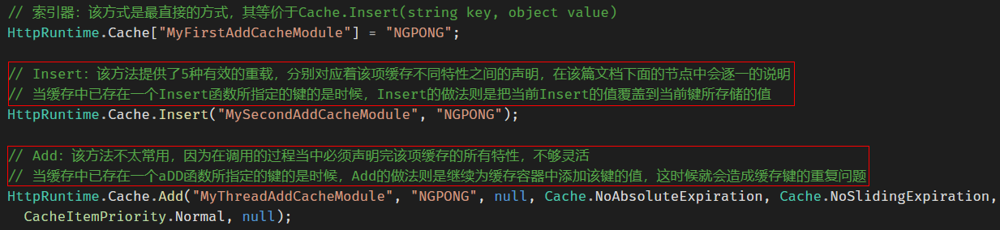 // 索引器：该方式是最直接的方式，其等价于Cache.Insert(string key, object value)
HttpRuntime.Cache["MyFirstAddCacheModule"] = "NGPONG";
// Insert：该方法提供了5种有效的重载，分别对应着该项缓存不同特性之间的声明，在该篇文档下面的节点中会逐一的说明
// 当缓存中已存在一个Insert函数所指定的键的是时候，Insert的做法则是把当前Insert的值覆盖到当前键所存储的值
HttpRuntime.Cache.Insert("MySecondAddCacheModule", "NGPONG");
// Add：该方法不太常用，因为在调用的过程当中必须声明完该项缓存的所有特性，不够灵活
// 当缓存中已存在一个aDD函数所指定的键的是时候，Add的做法则是继续为缓存容器中添加该键的值，这时候就会造成缓存键的重复问题
HttpRuntime.Cache.Add("MyThreadAddCacheModule", "NGPONG", null, Cache.NoAbsoluteExpiration, Cache.NoSlidingExpiration,
CacheItemPriority.Normal, null);